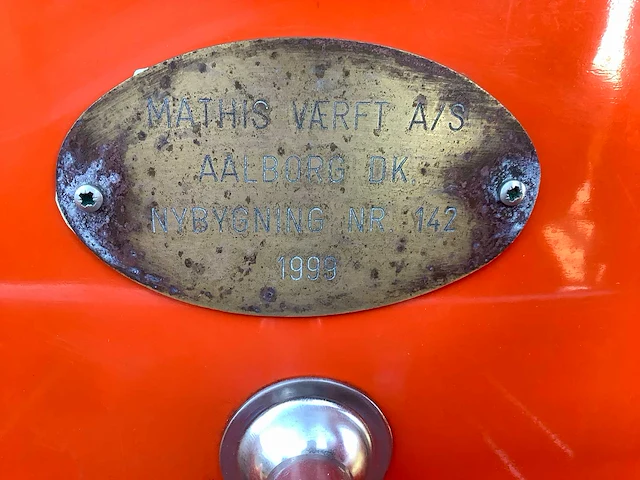 MATHIS VÆRFT A/S
AALBORG DK.
NYBYGNING NR. 142
1999